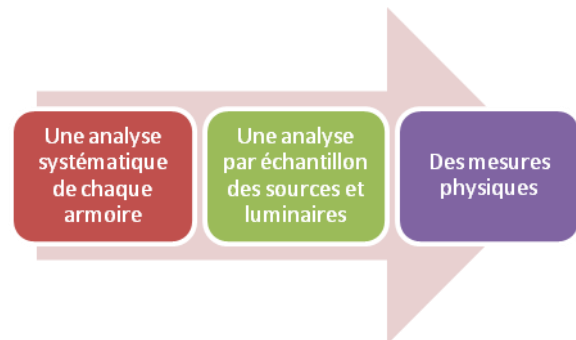 Une analyse
systématique
de chaque
armoire
Une analyse
par échantillon
des sources et
luminaires
Des mesures
physiques